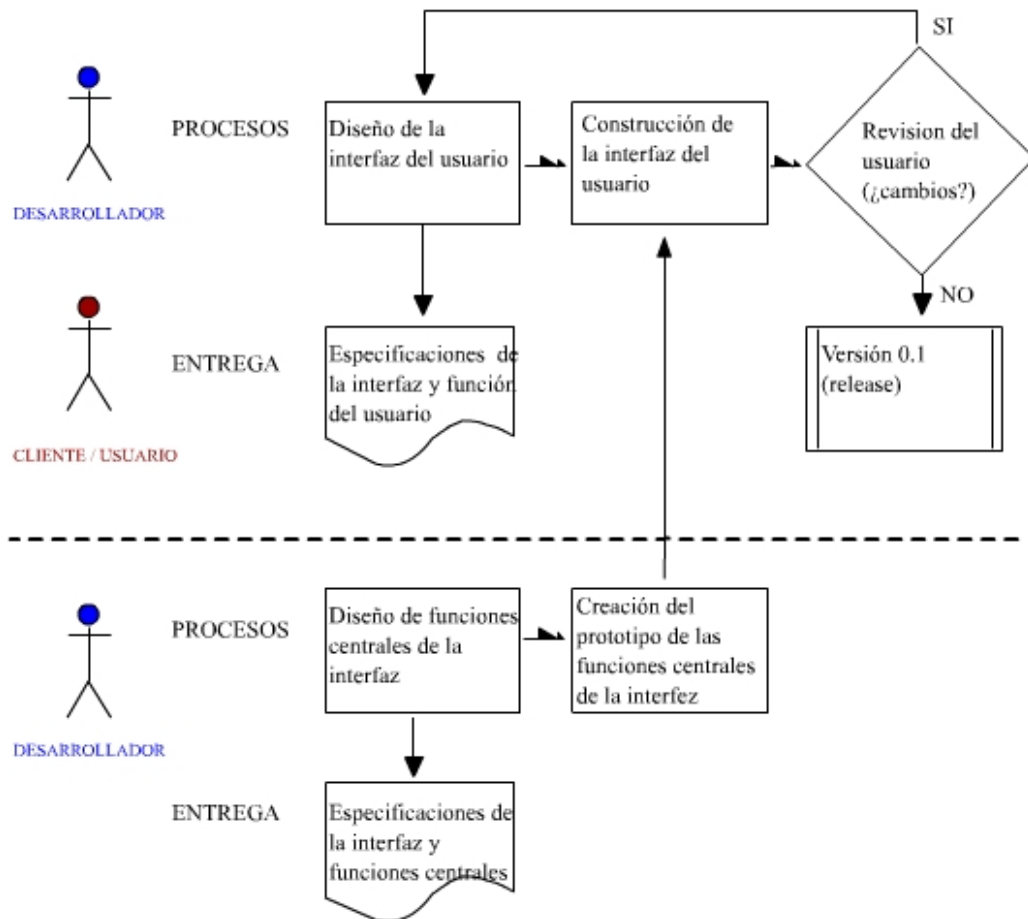 SI
PROCESOS
Diseño de la
interfaz del usuario
Construcción de
la interfaz del
usuario
Revision del
usuario
(¿cambios?)
DESARROLLADOR
NO
ENTREGA
Especificaciones de
la interfaz y función
del usuario
Versión 0.1
(release)
CLIENTE / USUARIO
PROCESOS
Diseño de funciones
centrales de la
interfaz
Creación del
prototipo de las
funciones centrales
de la interfez
DESARROLLADOR
ENTREGA
Especificaciones de
la interfaz y
funciones centrales